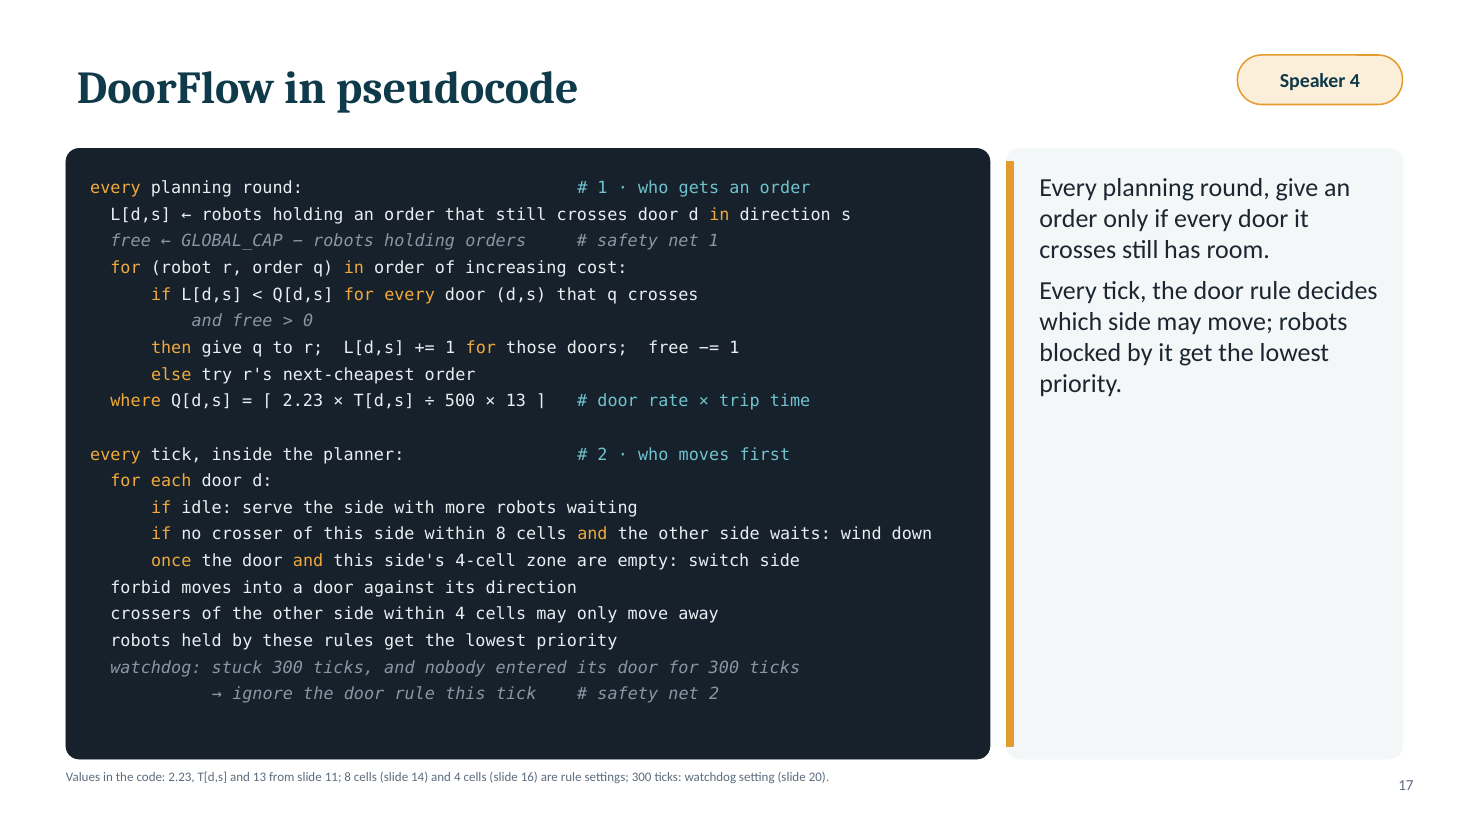 DoorFlow in pseudocode
Speaker 4
every planning round: # 1 · who gets an order
L[d,s] ← robots holding an order that still crosses door d in direction s
free ← GLOBAL_CAP − robots holding orders # safety net 1
for (robot r, order q) in order of increasing cost:
if L[d,s] < Q[d,s] for every door (d,s) that q crosses
and free > 0
then give q to r; L[d,s] += 1 for those doors; free −= 1
else try r's next-cheapest order
where Q[d,s] = ⌈ 2.23 × T[d,s] ÷ 500 × 13 ⌉ # door rate × trip time
every tick, inside the planner: # 2 · who moves first
for each door d:
if idle: serve the side with more robots waiting
if no crosser of this side within 8 cells and the other side waits: wind down
once the door and this side's 4-cell zone are empty: switch side
forbid moves into a door against its direction
crossers of the other side within 4 cells may only move away
robots held by these rules get the lowest priority
watchdog: stuck 300 ticks, and nobody entered its door for 300 ticks
→ ignore the door rule this tick # safety net 2
Every planning round, give an
order only if every door it
crosses still has room.
Every tick, the door rule decides
which side may move; robots
blocked by it get the lowest
priority.
Values in the code: 2.23, T[d,s] and 13 from slide 11; 8 cells (slide 14) and 4 cells (slide 16) are rule settings; 300 ticks: watchdog setting (slide 20).
17